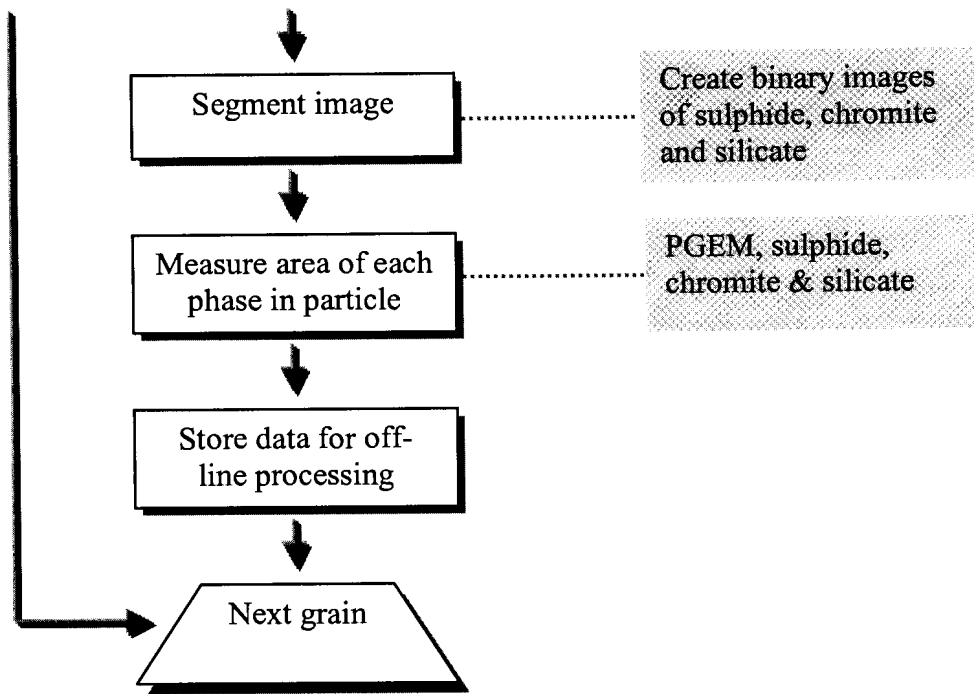 Segment image
Create binary images
of sulphide, chromite
and silicate
Measure area of each
phase in particle
PGEM, sulphide,
chromite & silicate
Store data for off-
line processing
Next grain